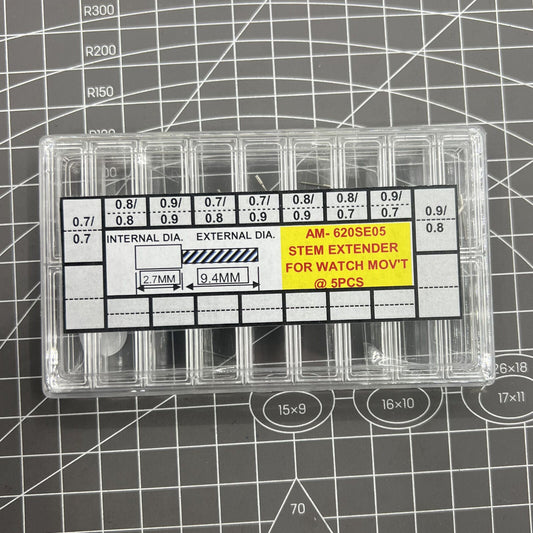 R200
R150
R100
0.7/
0.7
0.8/
0.8
0.9/
0.9
0.7/
0.8
0.7/
0.9
0.8/
0.9
0.8/
0.7
0.9/
0.7
0.9/
0.8
INTERNAL DIA. EXTERNAL DIA.
2.7MM
9.4MM
AM- 620SE05
STEM EXTENDER
FOR WATCH MOV'T
@ 5PCS
15×9
16×10
26×18
17×11
70